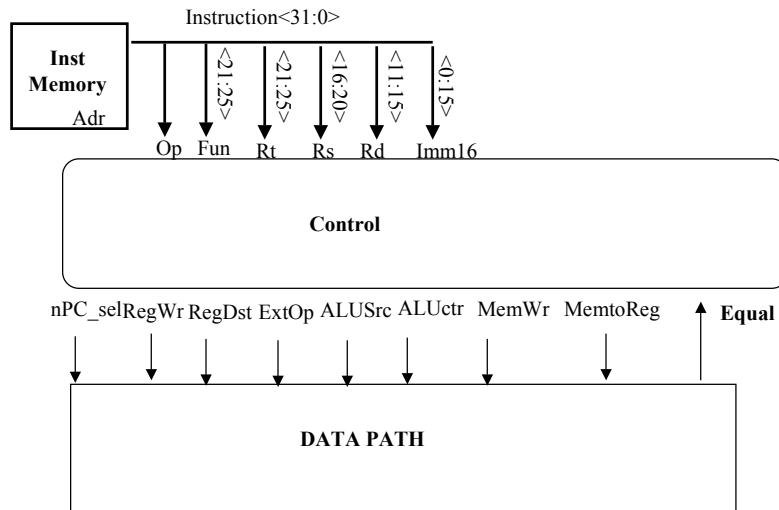 Instruction<31:0>
Inst
Memory
Adr
<21:25>
<21:25>
<16:20>
<11:15>
<0:15>
Op Fun Rt Rs Rd Imm16
Control
nPC_sel RegWr RegDst ExtOp ALUSrc ALUctr MemWr MemtoReg Equal
DATA PATH